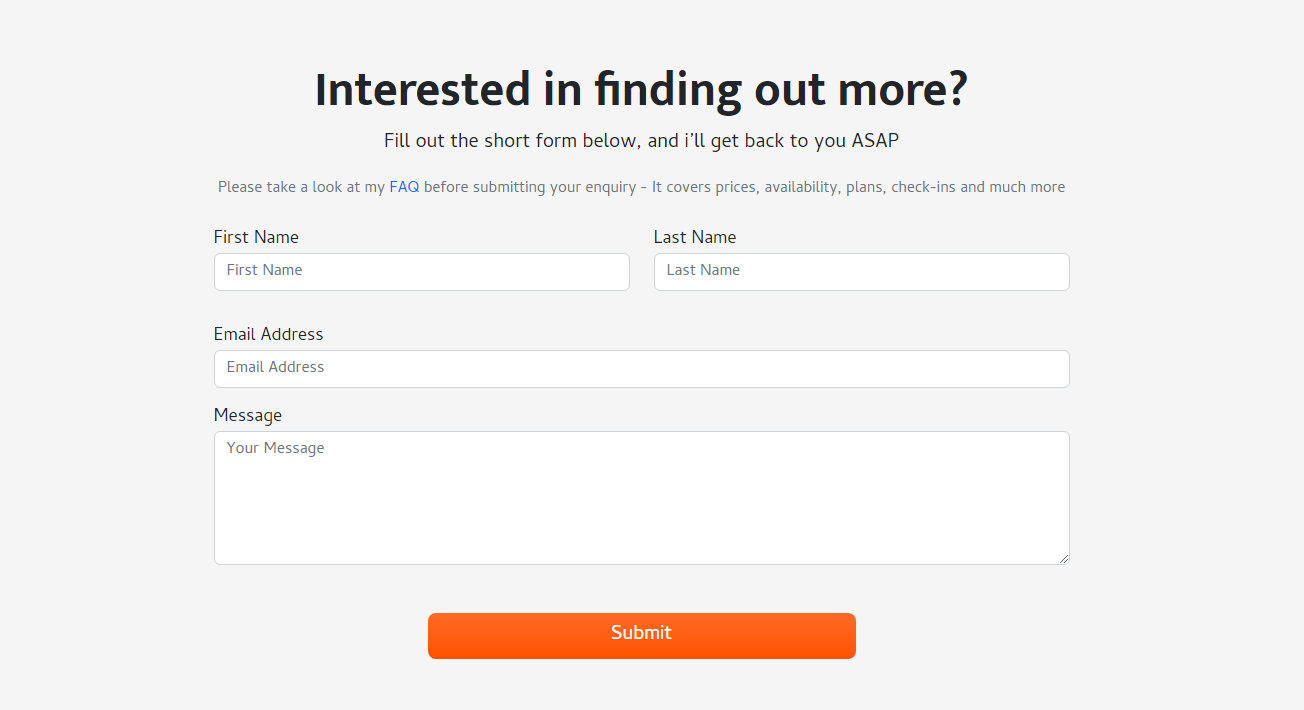 Interested in finding out more?
Fill out the short form below, and i’ll get back to you ASAP
Please take a look at my FAQ before submitting your enquiry - It covers prices, availability, plans, check-ins and much more
First Name
Last Name
First Name
Last Name
Email Address
Email Address
Message
Your Message
Submit